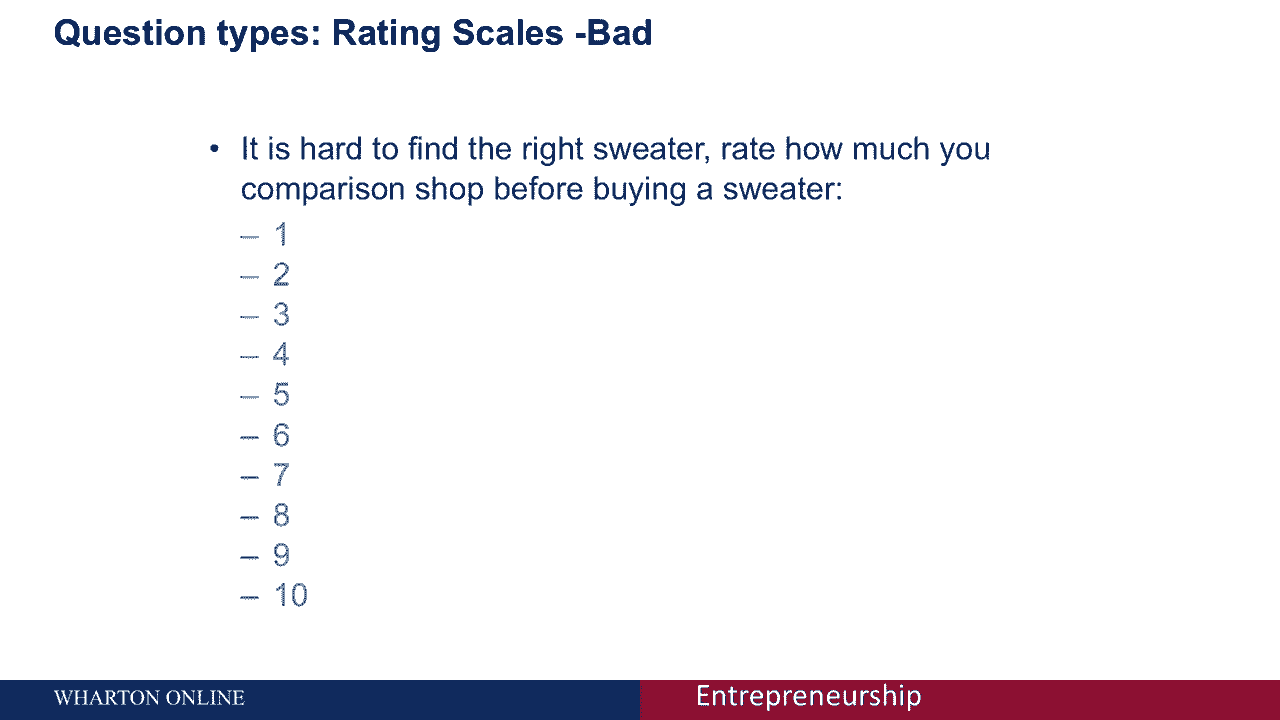 Question types: Rating Scales -Bad
• It is hard to find the right sweater, rate how much you
comparison shop before buying a sweater:
– 1
– 2
– 3
– 4
– 5
– 6
– 7
– 8
– 9
– 10
WHARTON ONLINE
Entrepreneurship